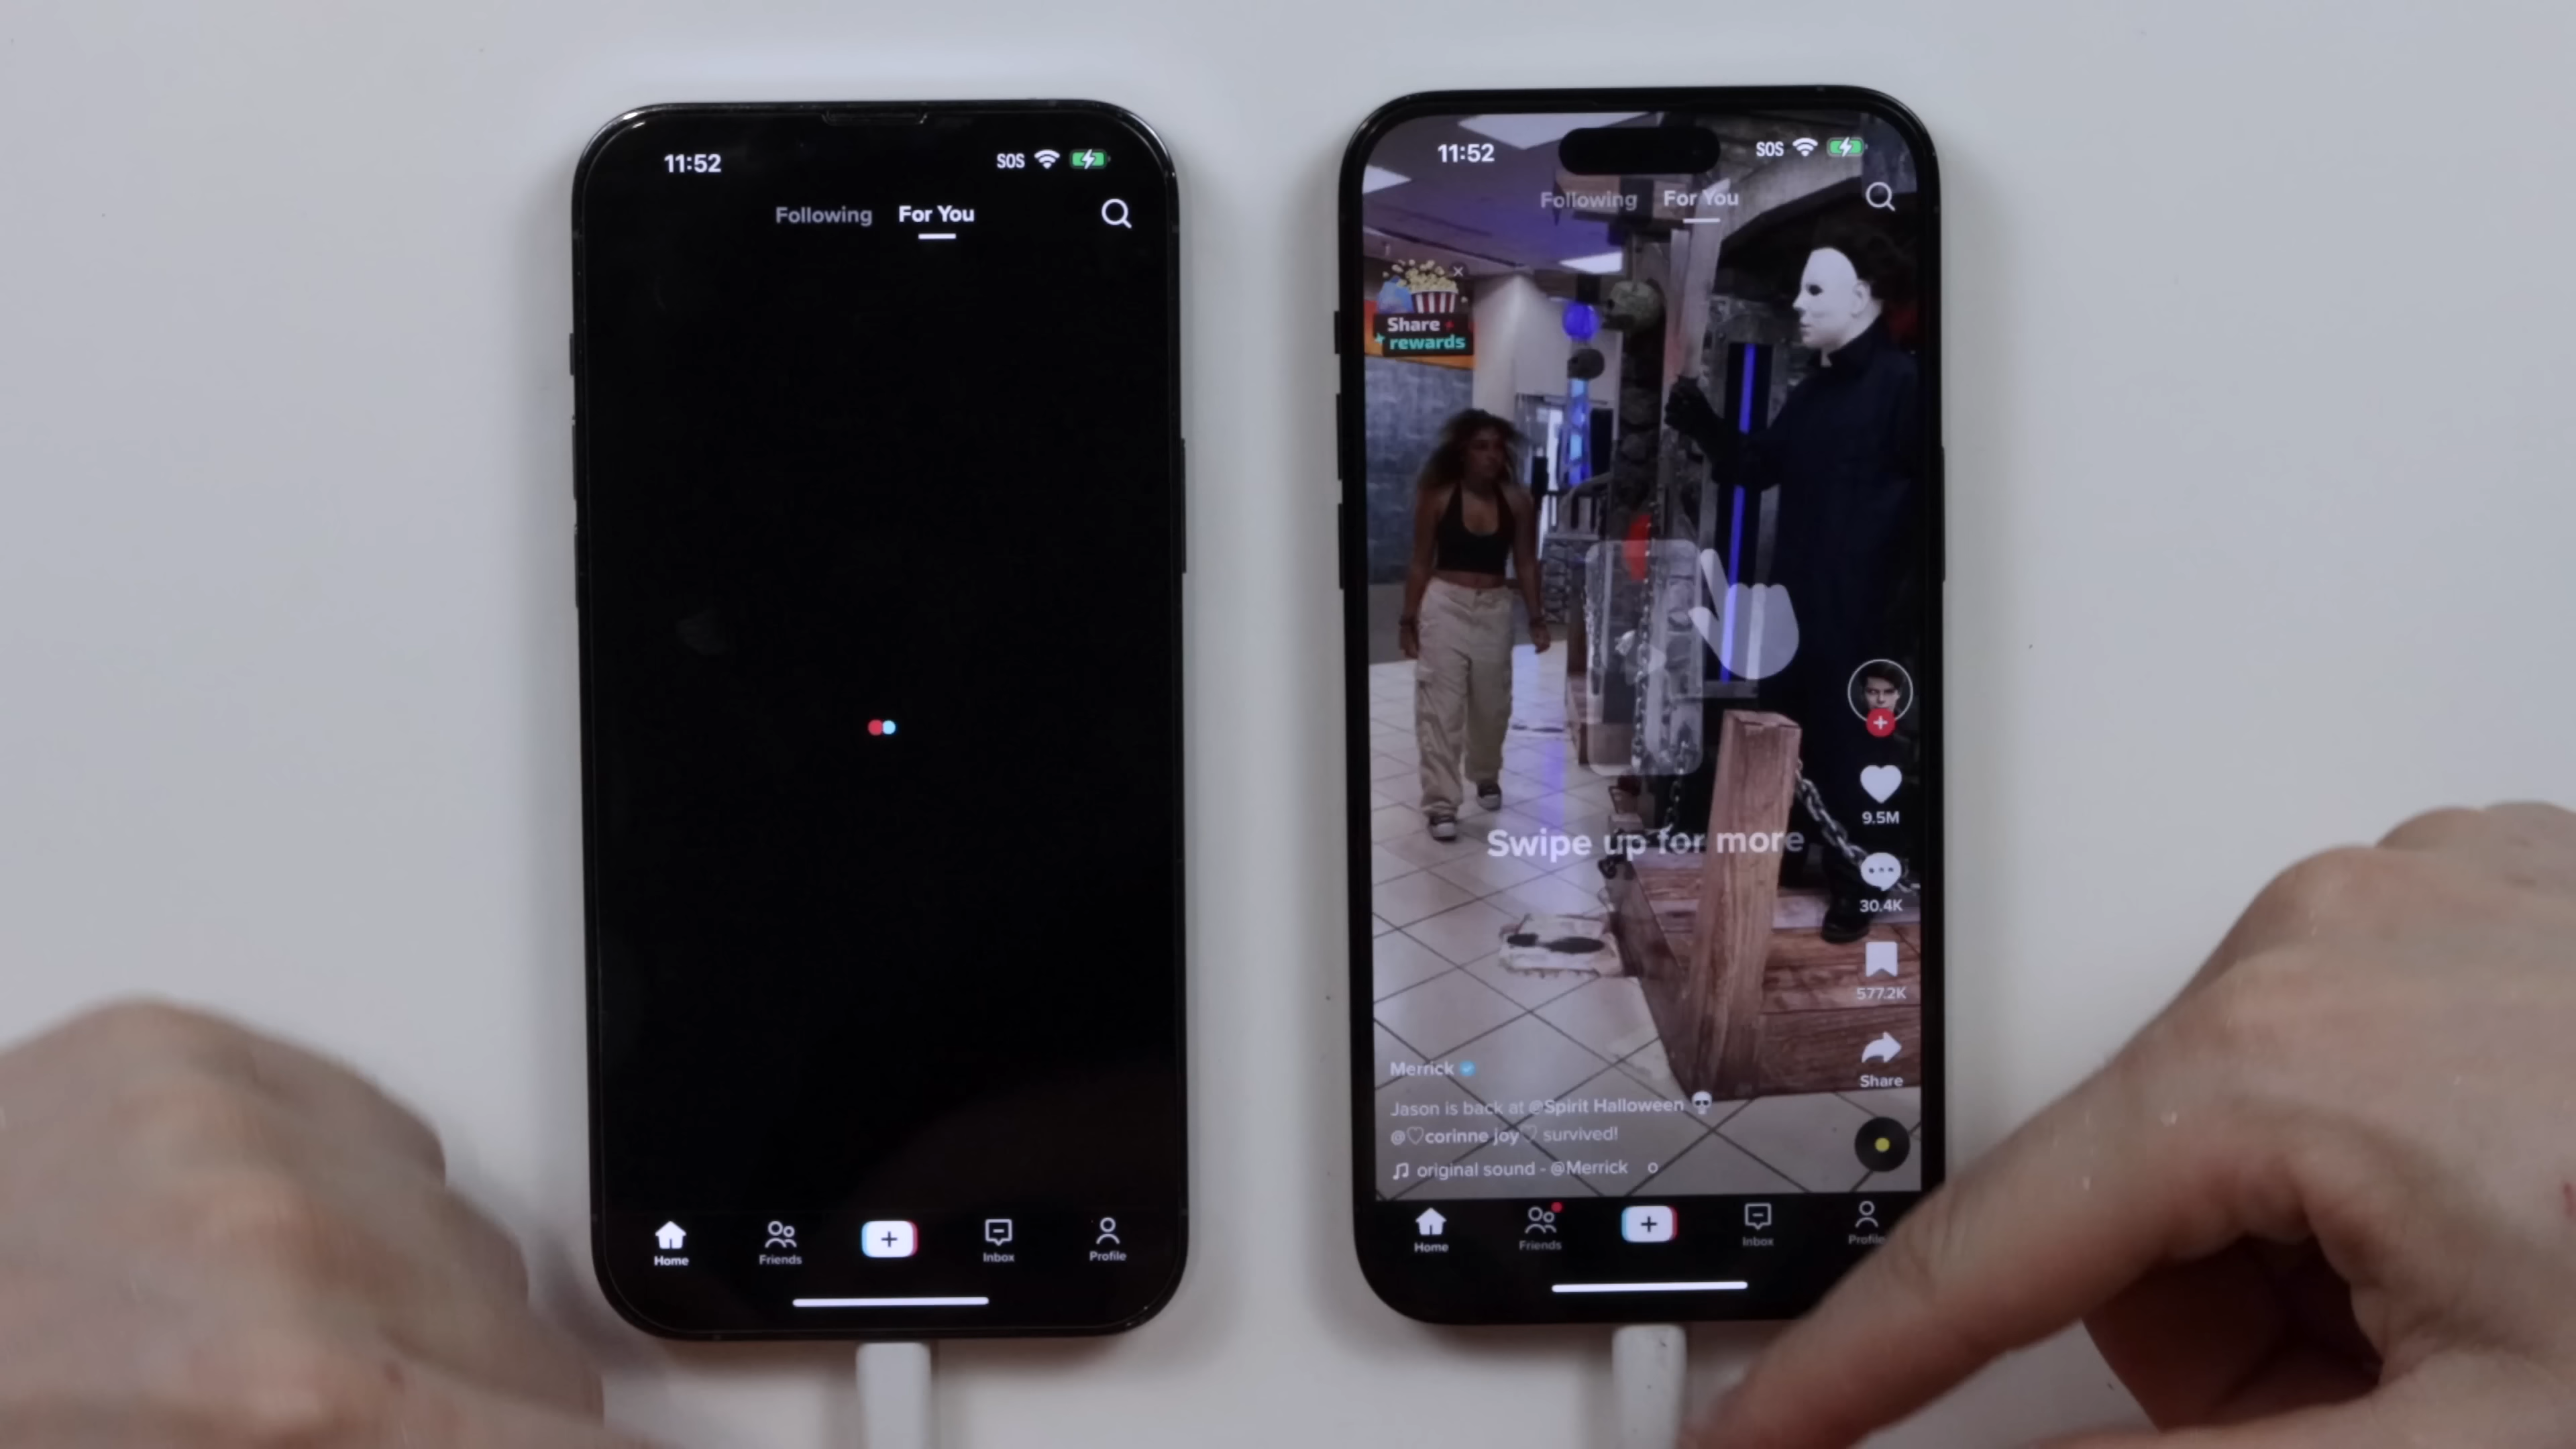 11:52
SOS
Following For You
Home
Friends
Inbox
Profile
11:52
SOS
Following For You
Share
rewards
Swipe up for more
9.5M
30.4K
577.2K
Share
Merrick
Jason is back at @Spirit Halloween 💀
@♡corinne joy♡ survived!
original sound - @Merrick
Home
Friends
Inbox
Profile